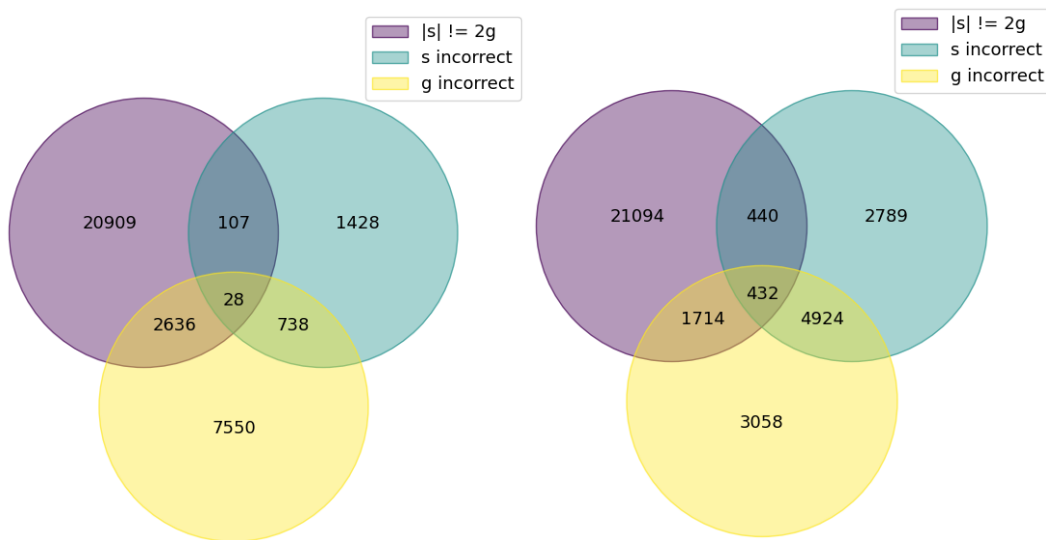 |s| != 2g
s incorrect
g incorrect
20909
107
1428
28
2636
738
7550
|s| != 2g
s incorrect
g incorrect
21094
440
2789
432
1714
4924
3058